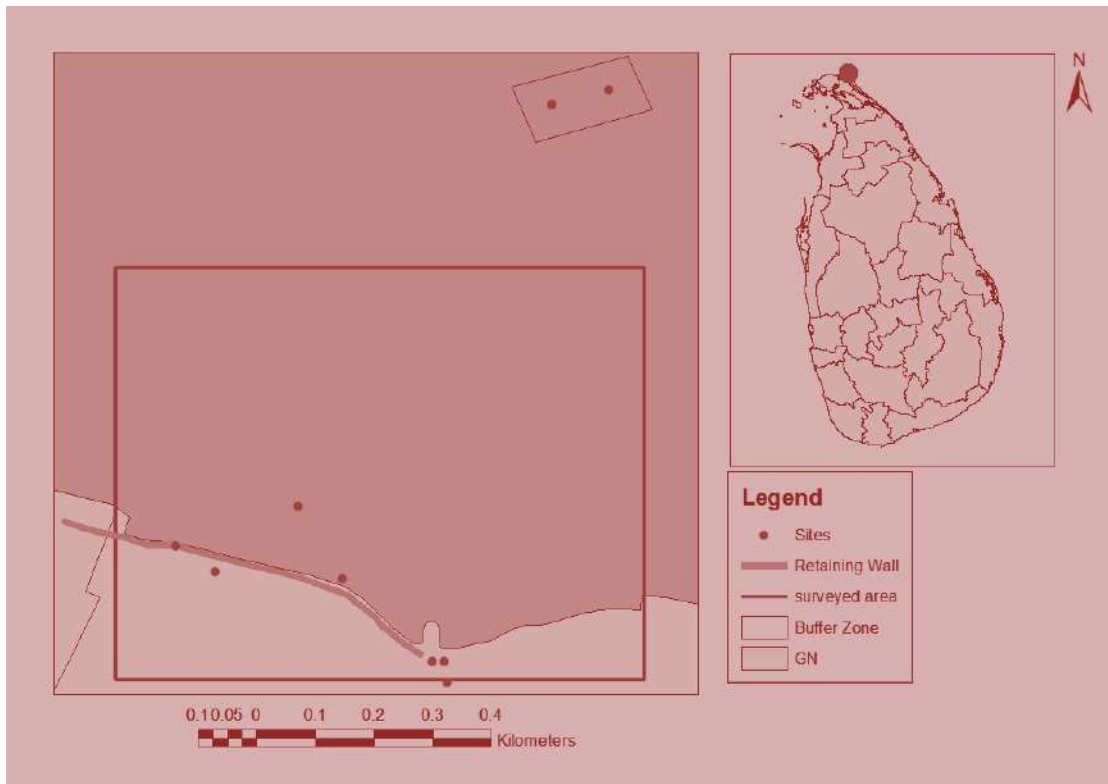 N
Legend
Sites
Retaining Wall
surveyed area
Buffer Zone
GN
0.10.05 0 0.1 0.2 0.3 0.4
Kilometers